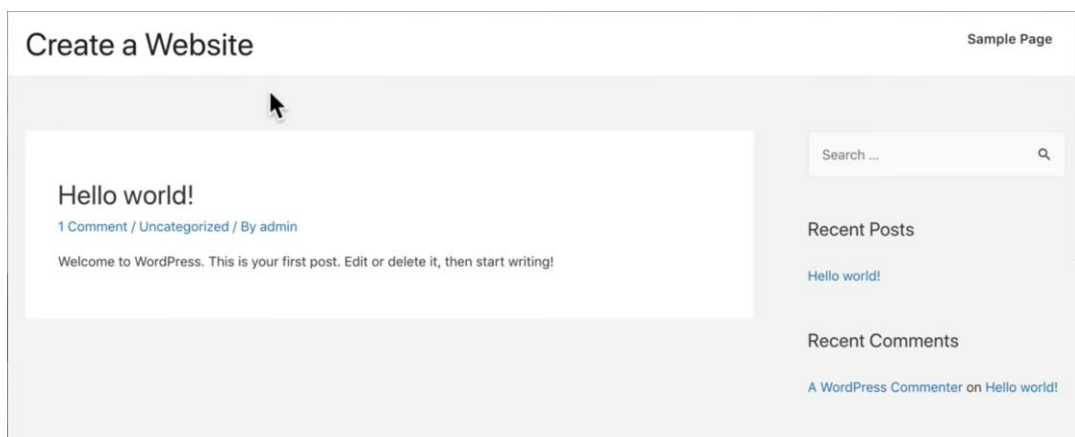 Create a Website
Sample Page
Hello world!
1 Comment / Uncategorized / By admin
Welcome to WordPress. This is your first post. Edit or delete it, then start writing!
Search ...
Recent Posts
Hello world!
Recent Comments
A WordPress Commenter on Hello world!